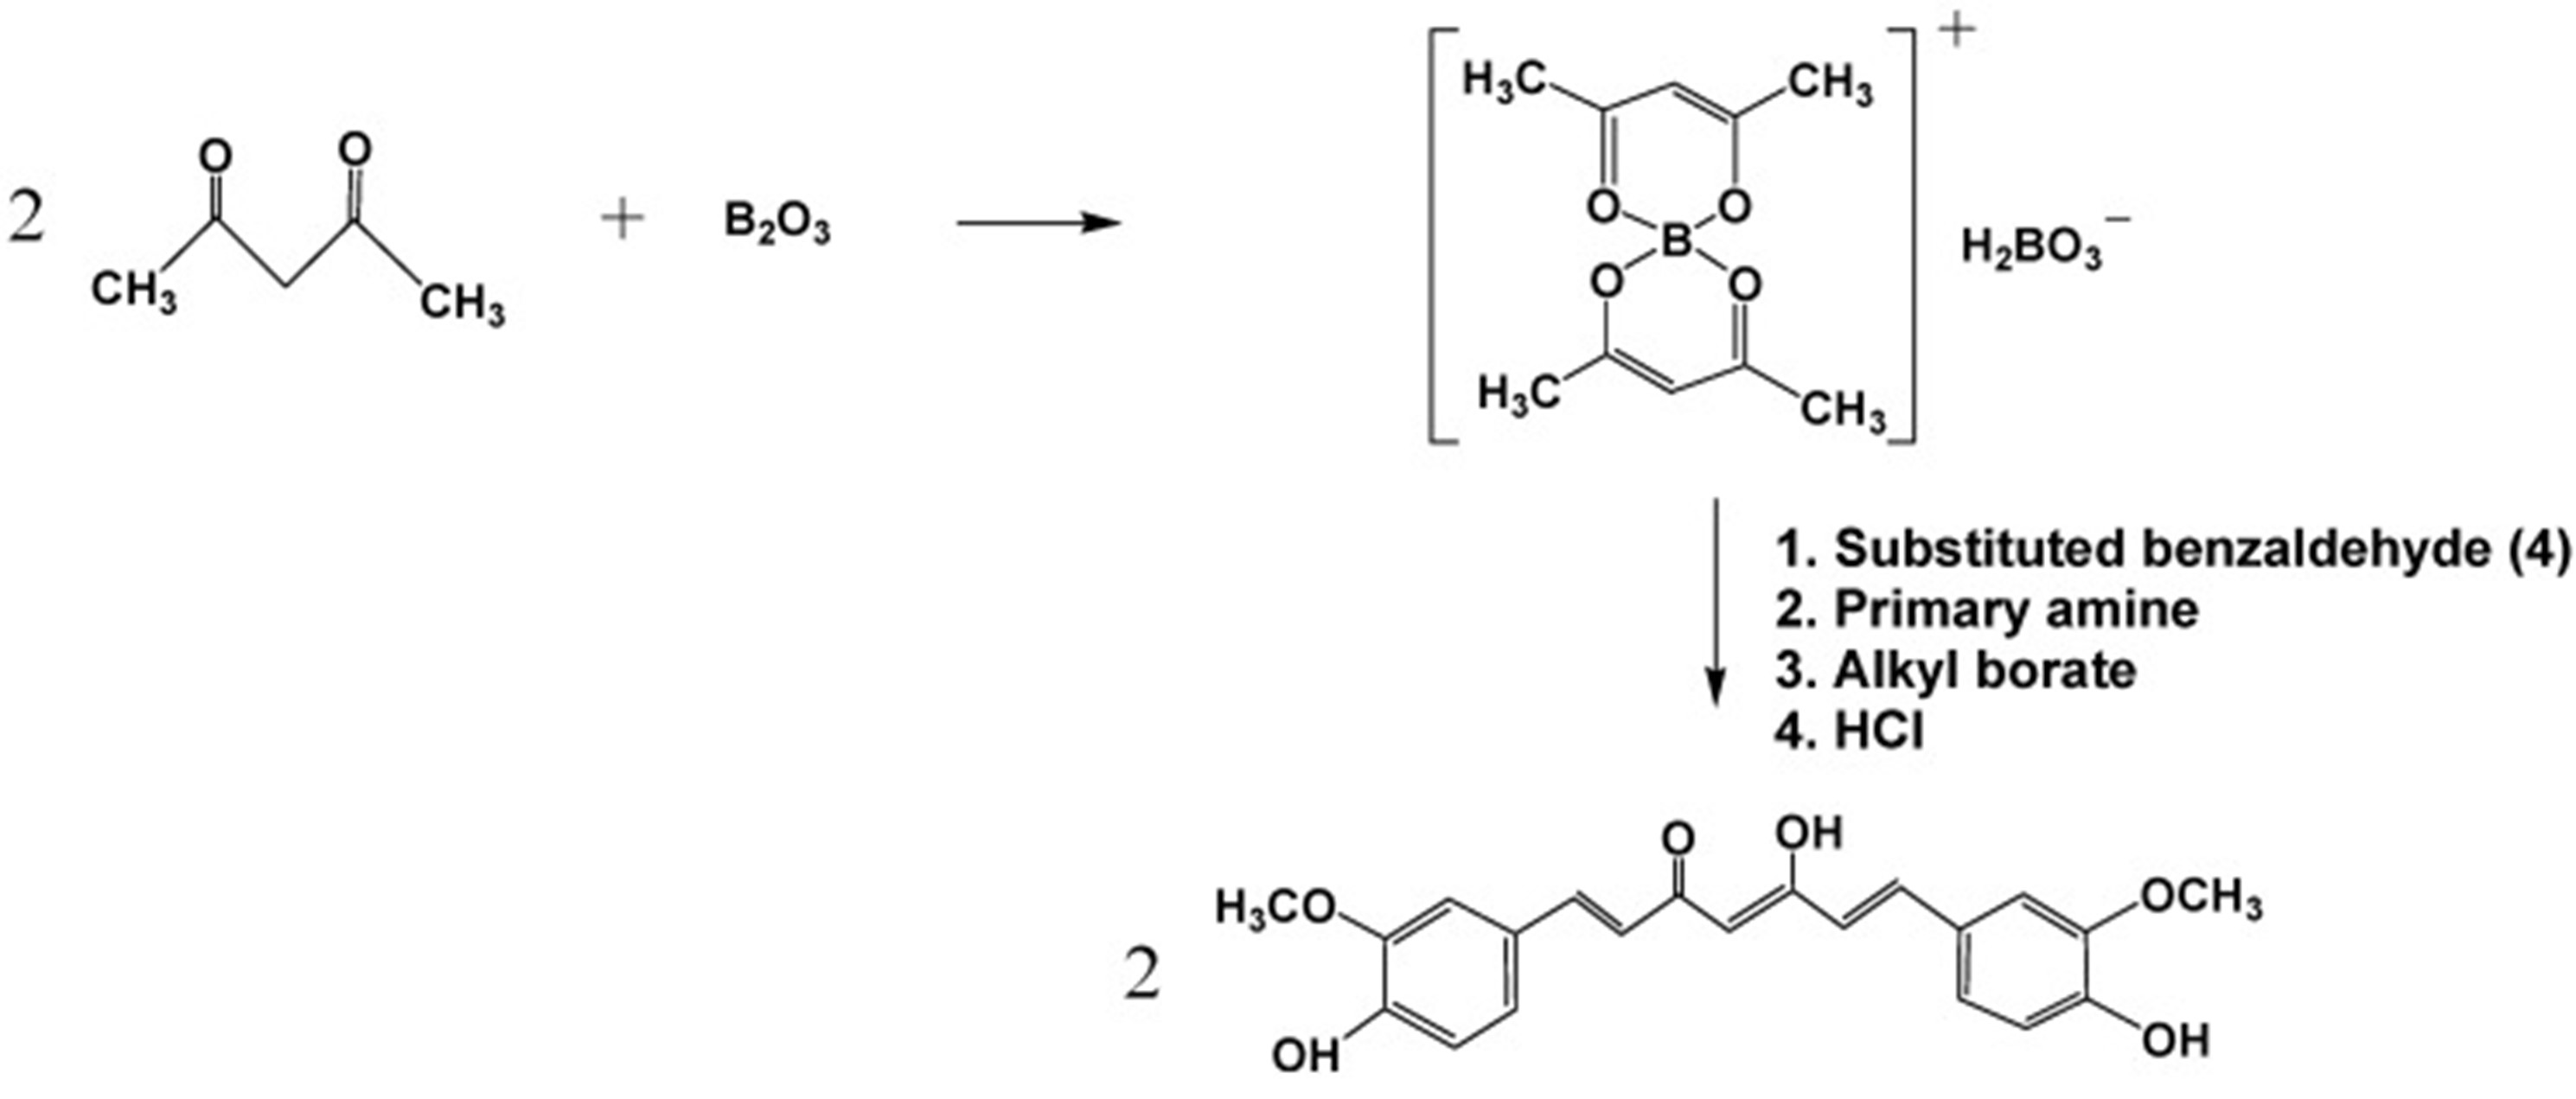 2 CH₃ O O CH₃ + B₂O₃
H₃C CH₃ +
O O
B
O O
H₃C CH₃
H₂BO₃⁻
1. Substituted benzaldehyde (4)
2. Primary amine
3. Alkyl borate
4. HCl
O OH
2 H₃CO OCH₃
OH OH